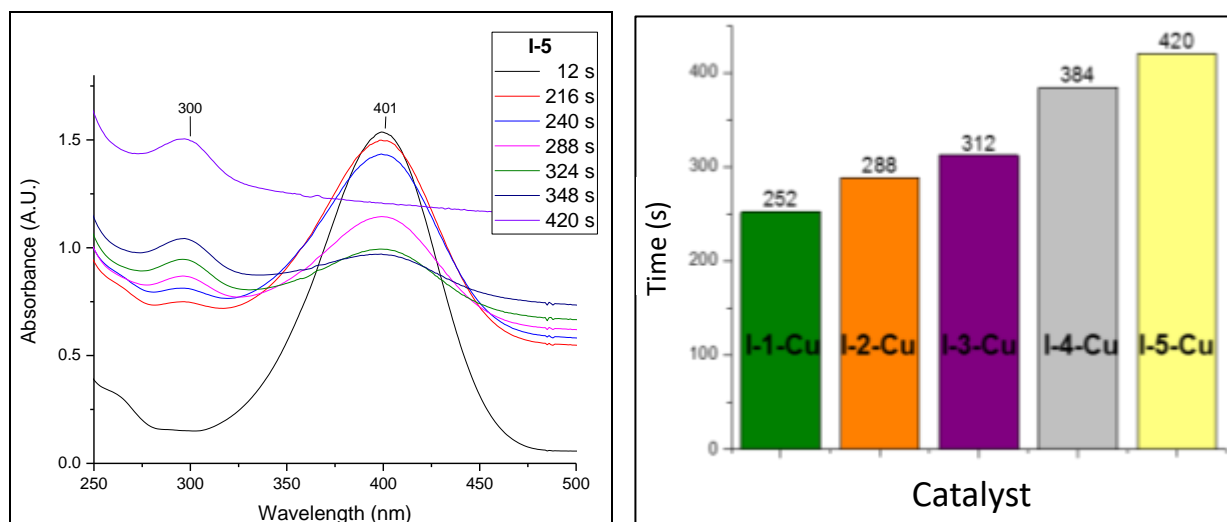 I-5
12 s
216 s
240 s
288 s
324 s
348 s
420 s
300
401
1.5
1.0
0.5
0.0
Absorbance (A.U.)
250 300 350 400 450 500
Wavelength (nm)
420
384
312
288
252
400
300
200
100
0
Time (s)
I-1-Cu I-2-Cu I-3-Cu I-4-Cu I-5-Cu
Catalyst